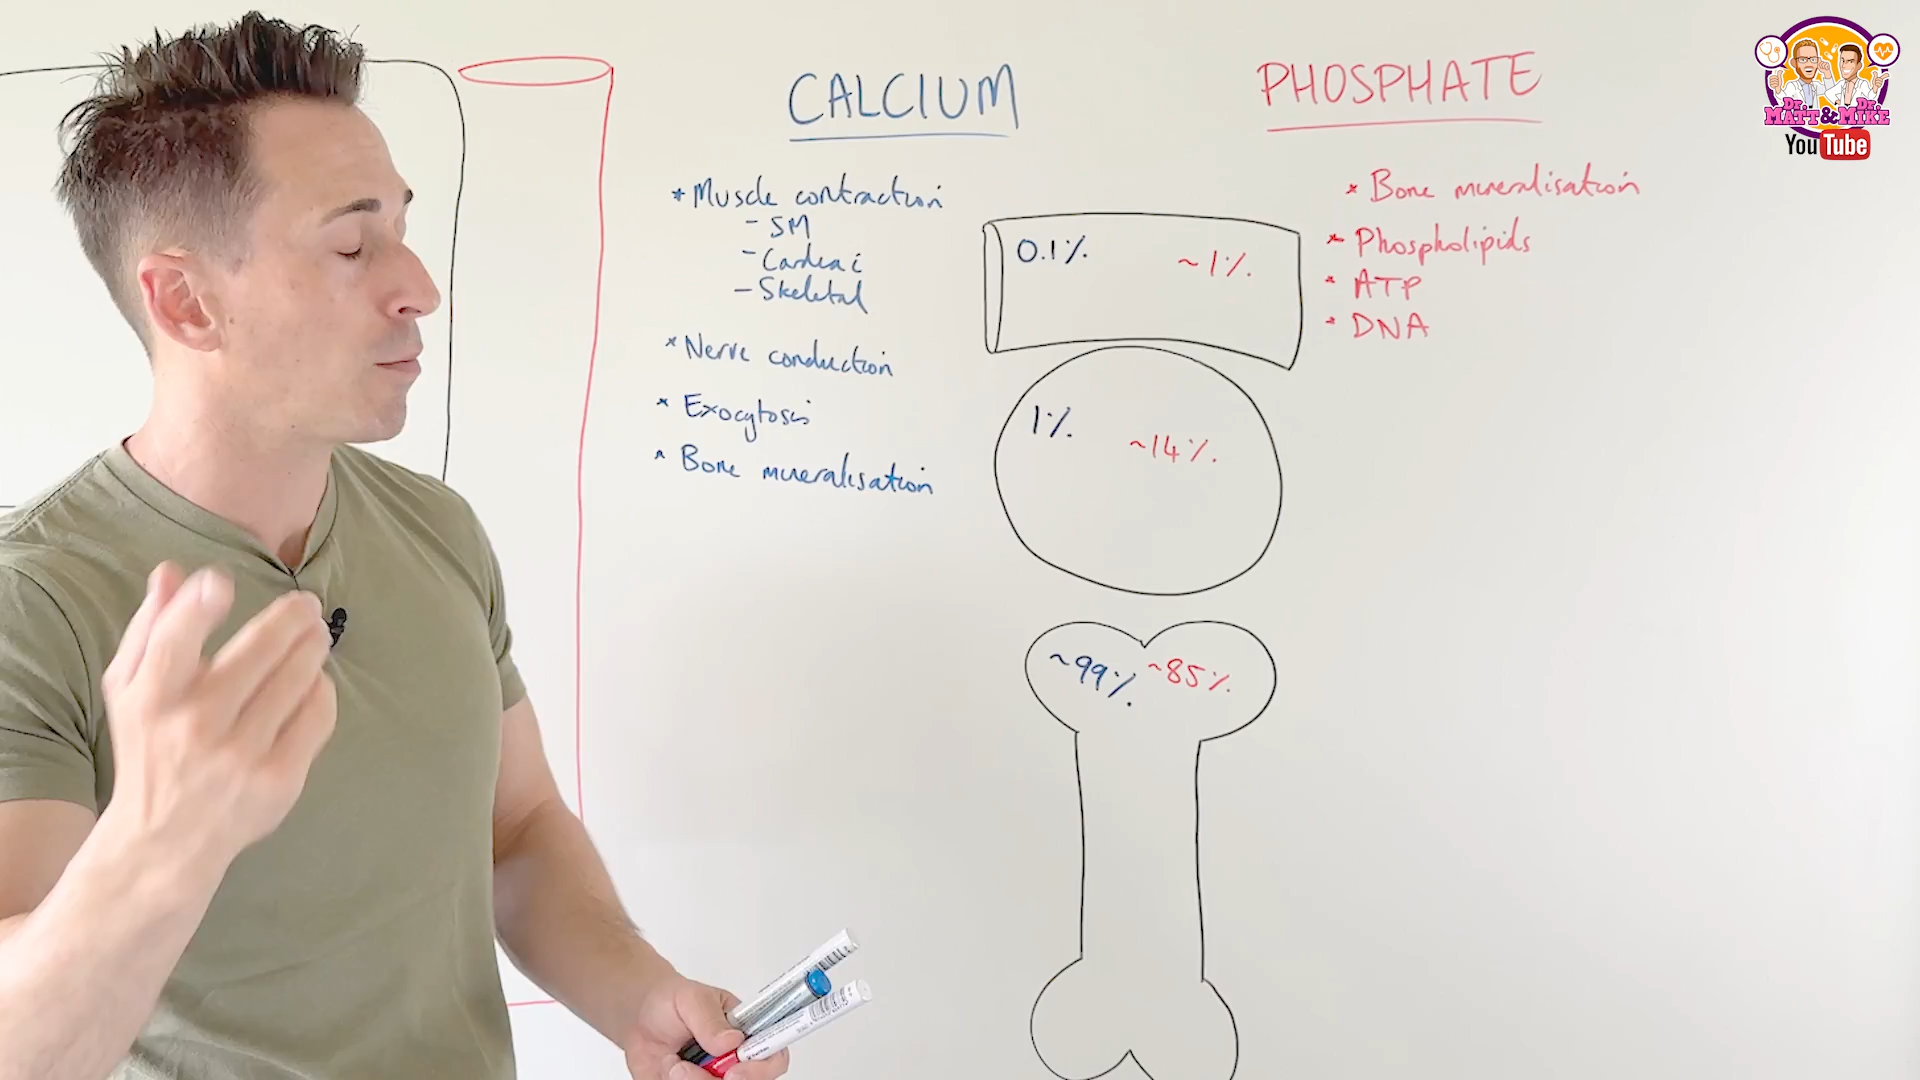 CALCIUM
* Muscle contraction
- SM
- Cardiac
- Skeletal
* Nerve conduction
* Exocytosis
* Bone mineralisation
PHOSPHATE
* Bone mineralisation
* Phospholipids
* ATP
* DNA
0.1% ~1%
1% ~14%
~99% ~85%
Dr. Dr.
MATT & MIKE
YouTube